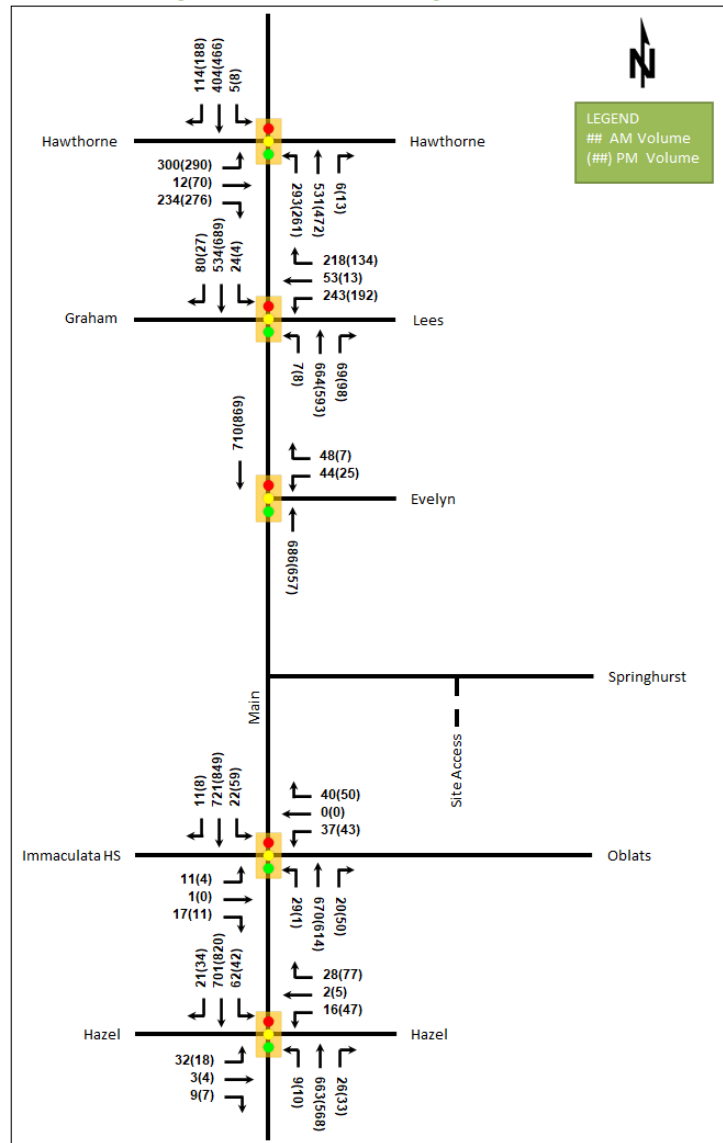 N
LEGEND
## AM Volume
(##) PM Volume
114(188)
404(466)
5(8)
Hawthorne
Hawthorne
300(290)
12(70)
234(276)
293(261)
531(472)
6(13)
80(27)
534(689)
24(4)
218(134)
53(13)
243(192)
Graham
Lees
7(8)
664(593)
69(98)
710(869)
48(7)
44(25)
Evelyn
686(657)
Springhurst
Main
Site Access
11(8)
721(849)
22(59)
40(50)
0(0)
37(43)
Immaculata HS
Oblats
11(4)
1(0)
17(11)
29(1)
670(614)
20(50)
21(34)
701(820)
62(42)
28(77)
2(5)
16(47)
Hazel
Hazel
32(18)
3(4)
9(7)
9(10)
663(568)
26(33)